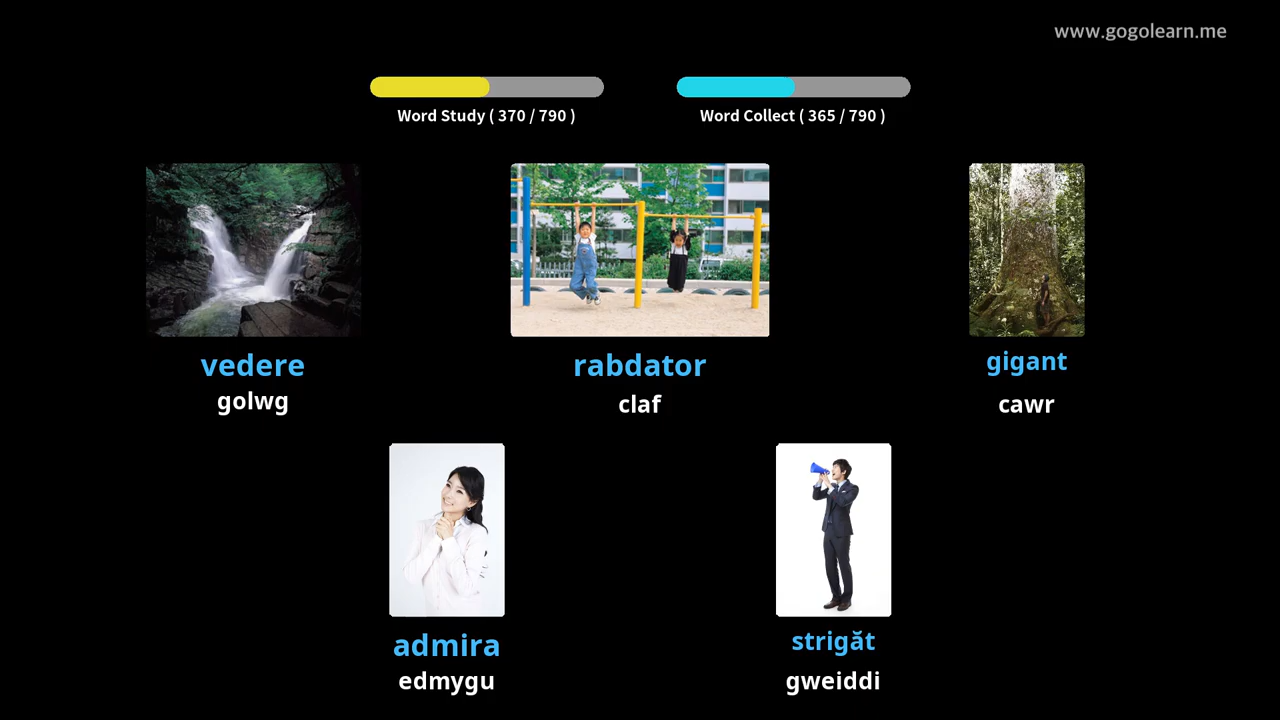 www.gogolearn.me
Word Study ( 370 / 790 )
Word Collect ( 365 / 790 )
vedere
golwg
rabdator
claf
gigant
cawr
admira
edmygu
strigăt
gweiddi